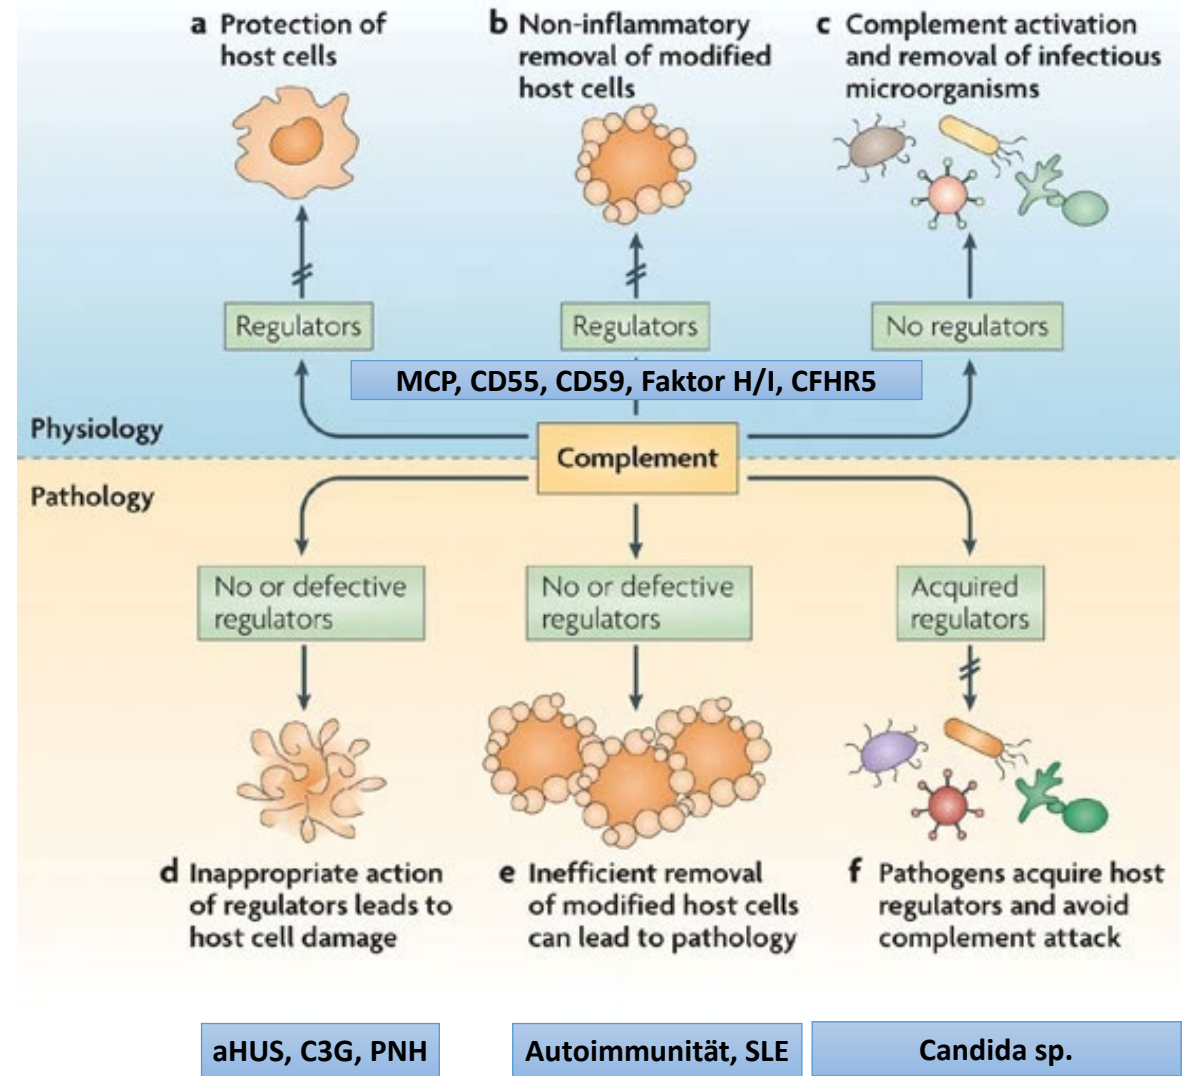 a Protection of
host cells
b Non-inflammatory
removal of modified
host cells
c Complement activation
and removal of infectious
microorganisms
Regulators
Regulators
No regulators
MCP, CD55, CD59, Faktor H/I, CFHR5
Physiology
Complement
Pathology
No or defective
regulators
No or defective
regulators
Acquired
regulators
d Inappropriate action
of regulators leads to
host cell damage
e Inefficient removal
of modified host cells
can lead to pathology
f Pathogens acquire host
regulators and avoid
complement attack
aHUS, C3G, PNH
Autoimmunität, SLE
Candida sp.